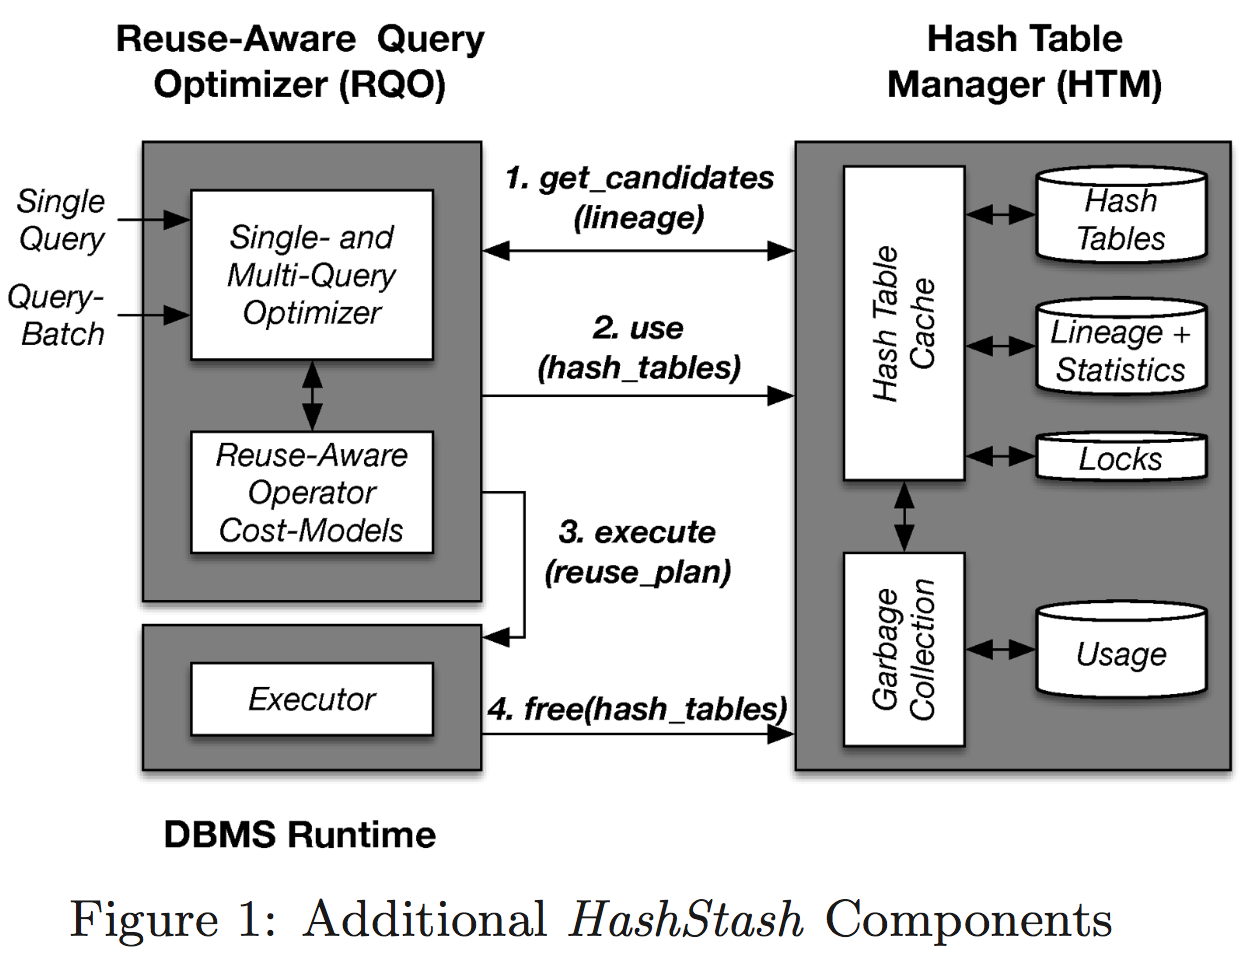 Reuse-Aware Query
Optimizer (RQO)
Hash Table
Manager (HTM)
Single
Query
Query-
Batch
Single- and
Multi-Query
Optimizer
Reuse-Aware
Operator
Cost-Models
1. get_candidates
(lineage)
2. use
(hash_tables)
3. execute
(reuse_plan)
Executor
4. free(hash_tables)
DBMS Runtime
Hash Table
Cache
Hash
Tables
Lineage +
Statistics
Locks
Garbage
Collection
Usage
Figure 1: Additional HashStash Components